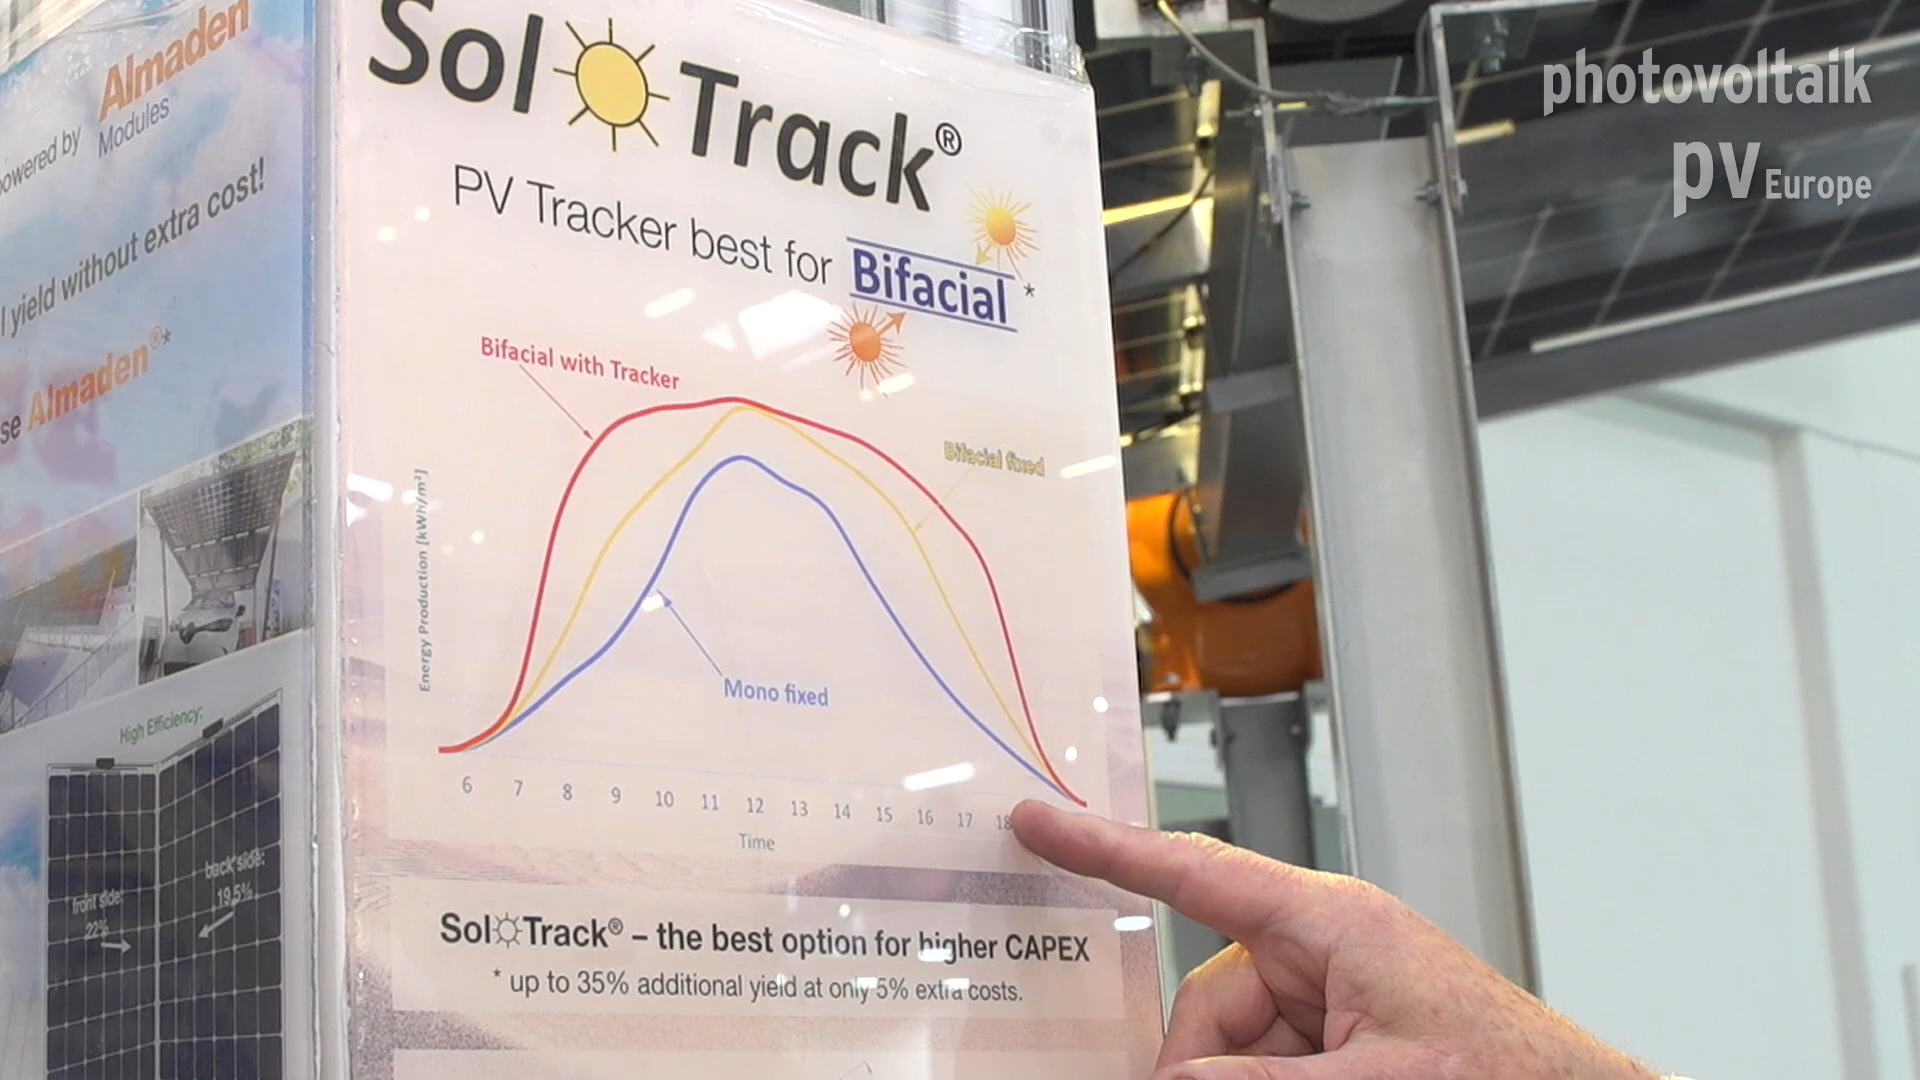 powered by
Almaden
Modules
yield without extra cost!
Almaden®*
High Efficiency:
front side:
22%
back side:
19,5%
Sol Track®
PV Tracker best for Bifacial *
Bifacial with Tracker
Bifacial fixed
Mono fixed
Energy Production [kWh/m²]
6 7 8 9 10 11 12 13 14 15 16 17 18
Time
Sol Track® – the best option for higher CAPEX
* up to 35% additional yield at only 5% extra costs.
photovoltaik
pv Europe